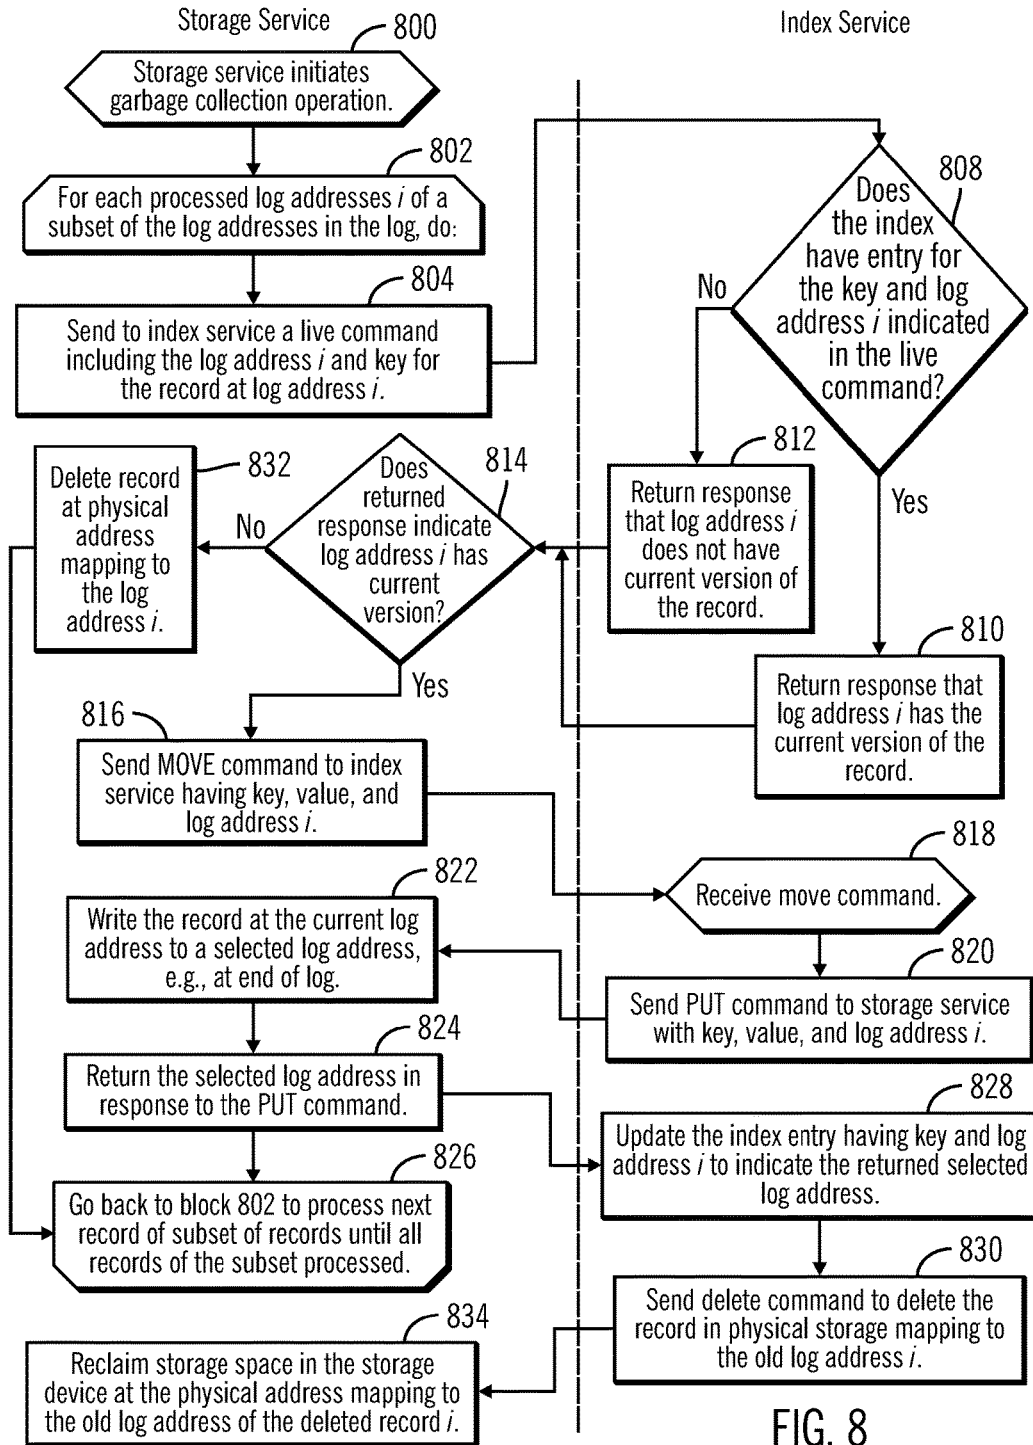 Storage Service
Index Service
800
Storage service initiates
garbage collection operation.
802
For each processed log addresses i of a
subset of the log addresses in the log, do:
804
Send to index service a live command
including the log address i and key for
the record at log address i.
808
Does
the index
have entry for
the key and log
address i indicated
in the live
command?
No
Yes
812
Return response
that log address i
does not have
current version of
the record.
810
Return response that
log address i has the
current version of the
record.
814
Does
returned
response indicate
log address i has
current
version?
No
Yes
832
Delete record
at physical
address
mapping to
the log
address i.
816
Send MOVE command to index
service having key, value, and
log address i.
818
Receive move command.
820
Send PUT command to storage service
with key, value, and log address i.
822
Write the record at the current log
address to a selected log address,
e.g., at end of log.
824
Return the selected log address in
response to the PUT command.
826
Go back to block 802 to process next
record of subset of records until all
records of the subset processed.
828
Update the index entry having key and log
address i to indicate the returned selected
log address.
830
Send delete command to delete the
record in physical storage mapping to
the old log address i.
834
Reclaim storage space in the storage
device at the physical address mapping to
the old log address of the deleted record i.
FIG. 8